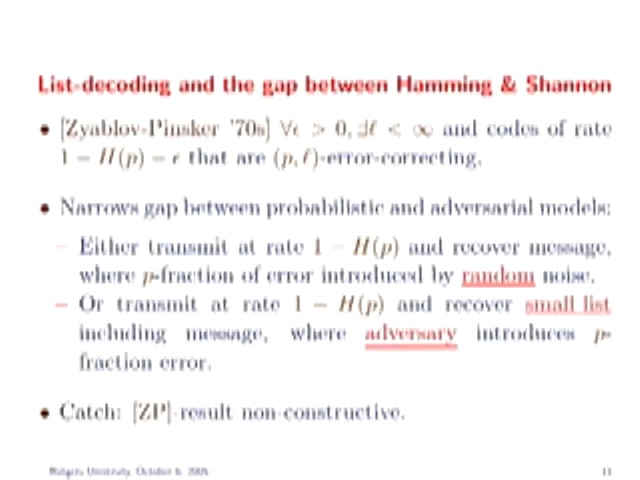 List-decoding and the gap between Hamming & Shannon
• [Zyablov-Pinsker '70s] ∀ϵ > 0, ∃ℓ < ∞ and codes of rate
1 − H(p) − ϵ that are (p, ℓ)-error-correcting.
• Narrows gap between probabilistic and adversarial models:
– Either transmit at rate 1 − H(p) and recover message,
where p-fraction of error introduced by random noise.
– Or transmit at rate 1 − H(p) and recover small list
including message, where adversary introduces p-
fraction error.
• Catch: [ZP]-result non-constructive.
Rutgers University, October 6,
11